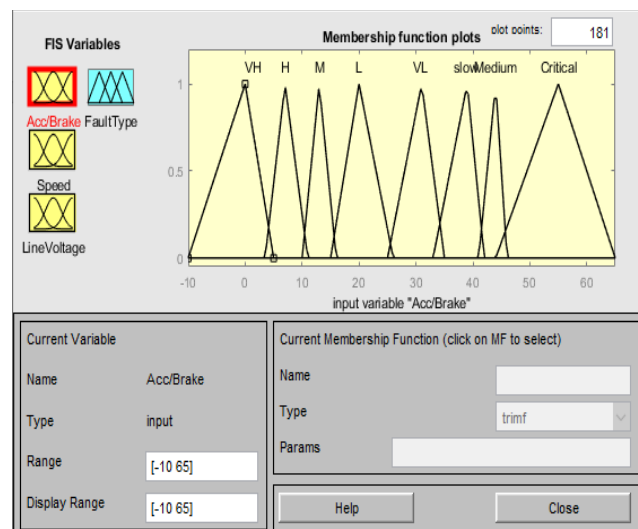 FIS Variables
Membership function plots
plot points:
181
VH H M L VL slow Medium Critical
1
0.5
0
-10 0 10 20 30 40 50 60
input variable "Acc/Brake"
Acc/Brake FaultType
Speed
LineVoltage
Current Variable
Name Acc/Brake
Type input
Range [-10 65]
Display Range [-10 65]
Current Membership Function (click on MF to select)
Name
Type trimf
Params
Help Close